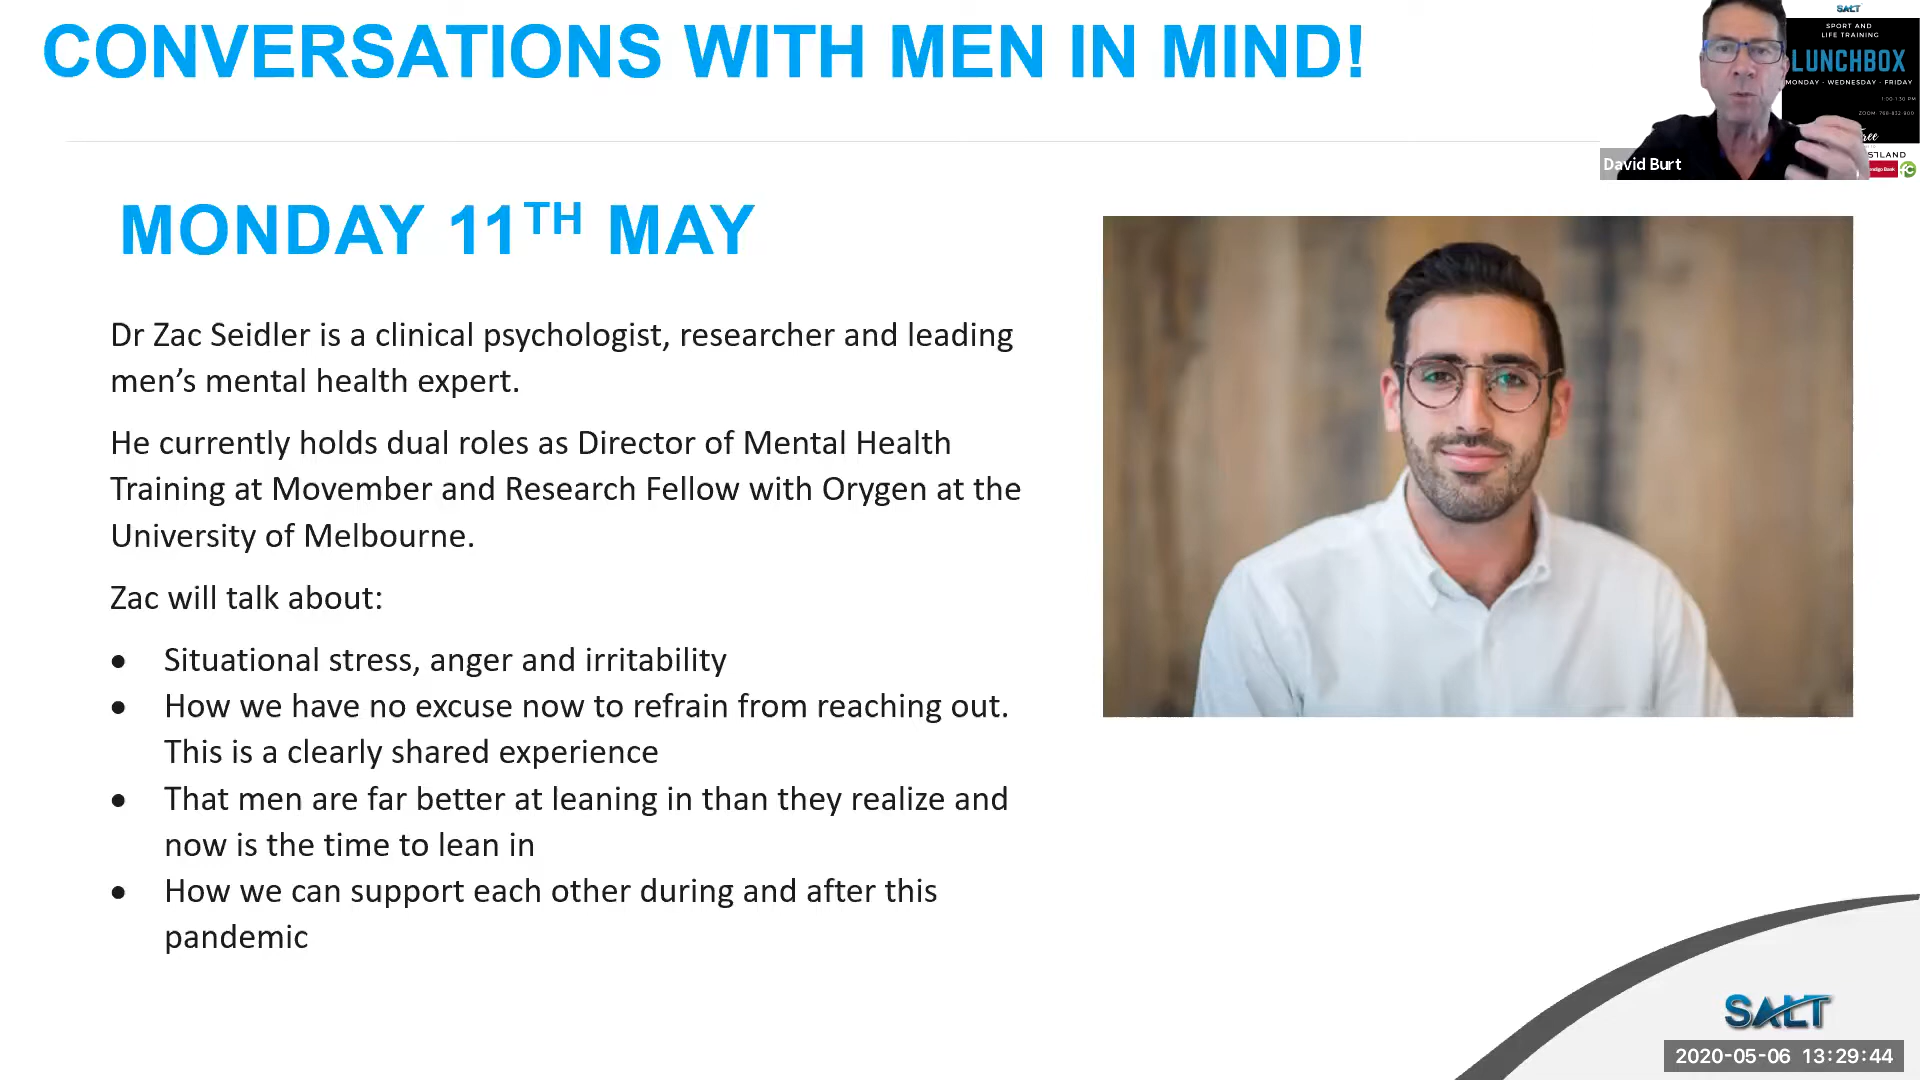 CONVERSATIONS WITH MEN IN MIND!
SALT
SPORT AND
LIFE TRAINING
LUNCHBOX
MONDAY - WEDNESDAY - FRIDAY
1:00-1:30 PM
David Burt
MONDAY 11TH MAY
Dr Zac Seidler is a clinical psychologist, researcher and leading
men’s mental health expert.
He currently holds dual roles as Director of Mental Health
Training at Movember and Research Fellow with Orygen at the
University of Melbourne.
Zac will talk about:
• Situational stress, anger and irritability
• How we have no excuse now to refrain from reaching out.
This is a clearly shared experience
• That men are far better at leaning in than they realize and
now is the time to lean in
• How we can support each other during and after this
pandemic
SALT
2020-05-06 13:29:44